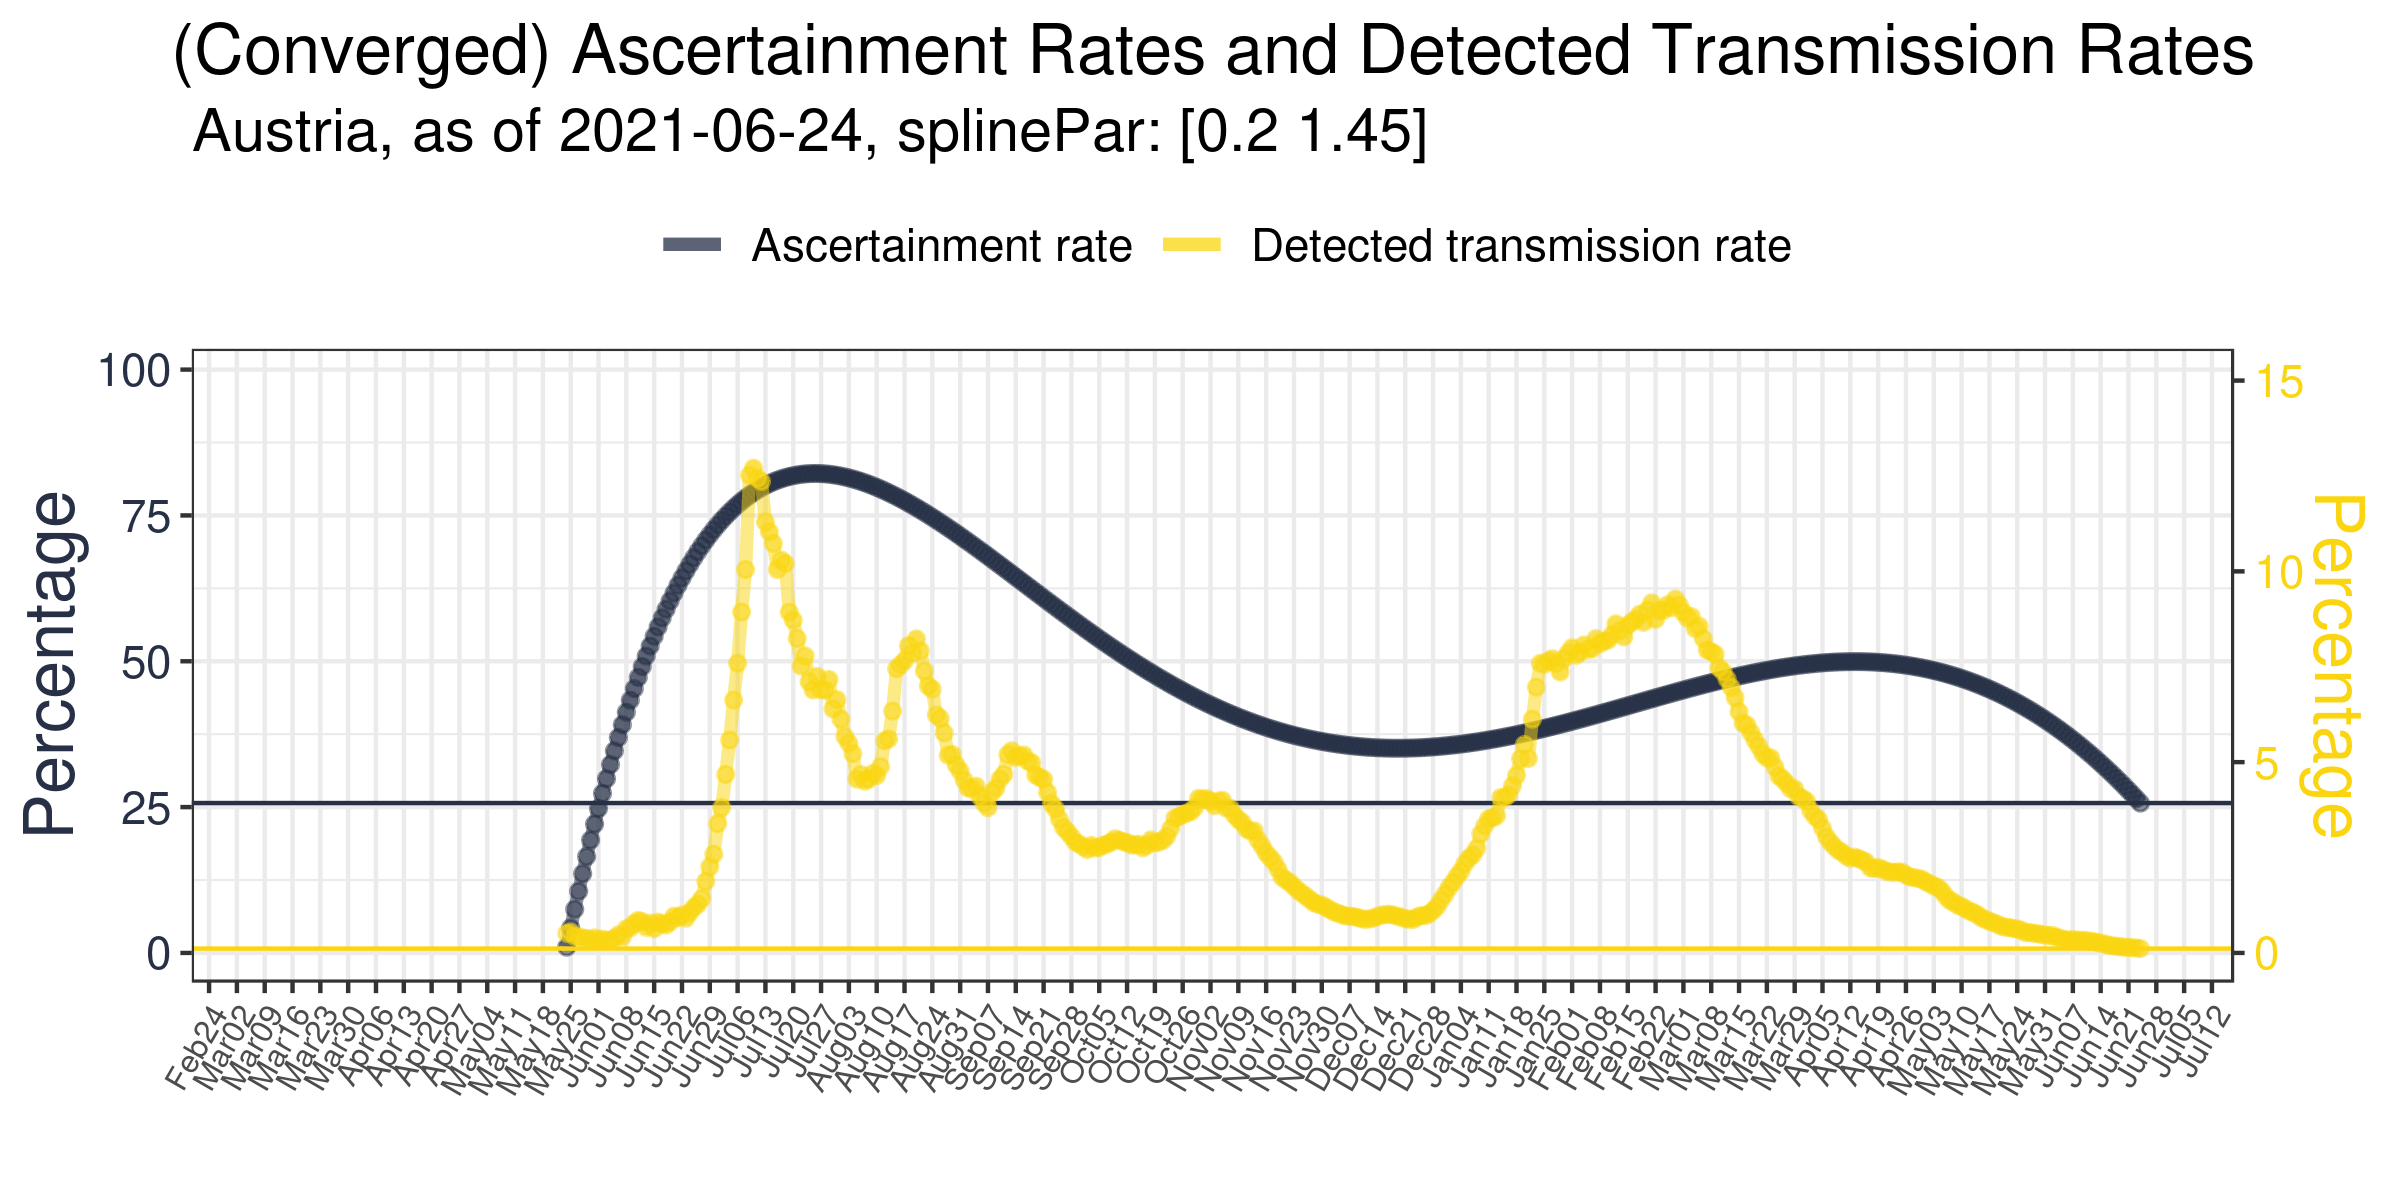 (Converged) Ascertainment Rates and Detected Transmission Rates
Austria, as of 2021-06-24, splinePar: [0.2 1.45]
Ascertainment rate
Detected transmission rate
Percentage
100
75
50
25
0
15
10
5
0
Percentage
Feb24
Mar02
Mar09
Mar16
Mar23
Mar30
Apr06
Apr13
Apr20
Apr27
May04
May11
May18
May25
Jun01
Jun08
Jun15
Jun22
Jun29
Jul06
Jul13
Jul20
Jul27
Aug03
Aug10
Aug17
Aug24
Aug31
Sep07
Sep14
Sep21
Sep28
Oct05
Oct12
Oct19
Oct26
Nov02
Nov09
Nov16
Nov23
Nov30
Dec07
Dec14
Dec21
Dec28
Jan04
Jan11
Jan18
Jan25
Feb01
Feb08
Feb15
Feb22
Mar01
Mar08
Mar15
Mar22
Mar29
Apr05
Apr12
Apr19
Apr26
May03
May10
May17
May24
May31
Jun07
Jun14
Jun21
Jun28
Jul05
Jul12